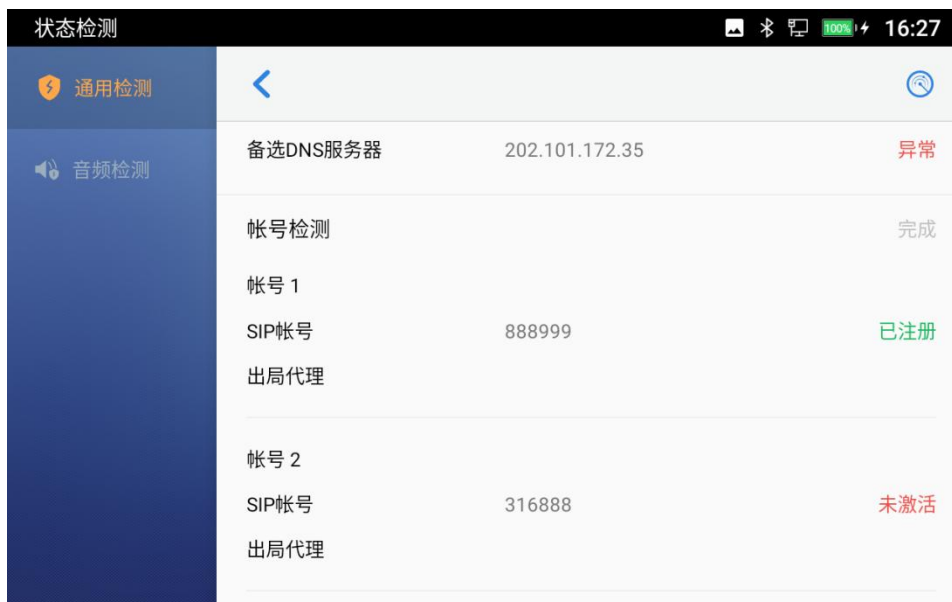 状态检测
100%
16:27
通用检测
音频检测
备选DNS服务器 202.101.172.35 异常
帐号检测 完成
帐号 1
SIP帐号 888999 已注册
出局代理
帐号 2
SIP帐号 316888 未激活
出局代理